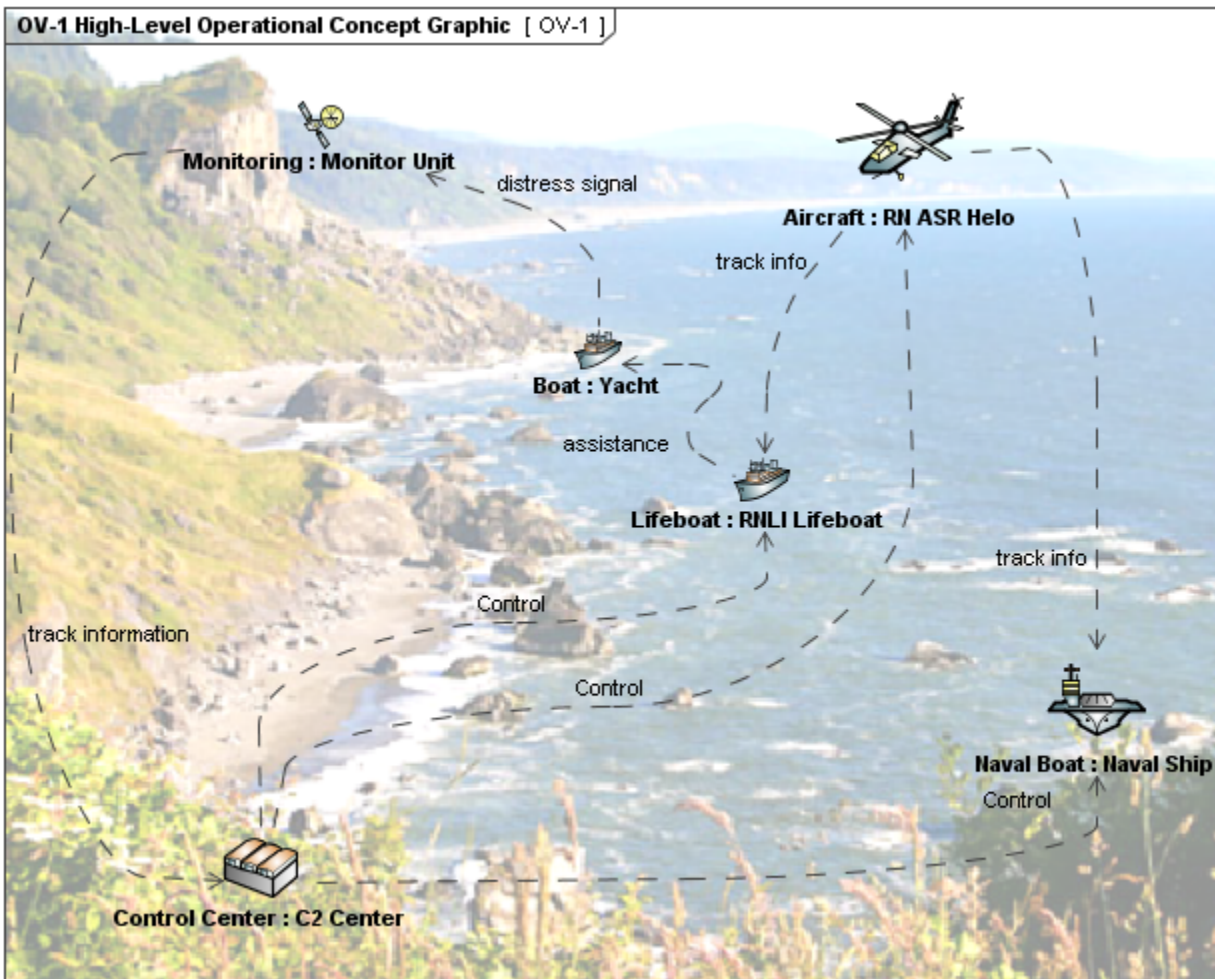 OV-1 High-Level Operational Concept Graphic [ OV-1 ]
Monitoring : Monitor Unit
distress signal
Aircraft : RN ASR Helo
track info
Boat : Yacht
assistance
Lifeboat : RNLI Lifeboat
track info
Control
track information
Control
Naval Boat : Naval Ship
Control
Control Center : C2 Center